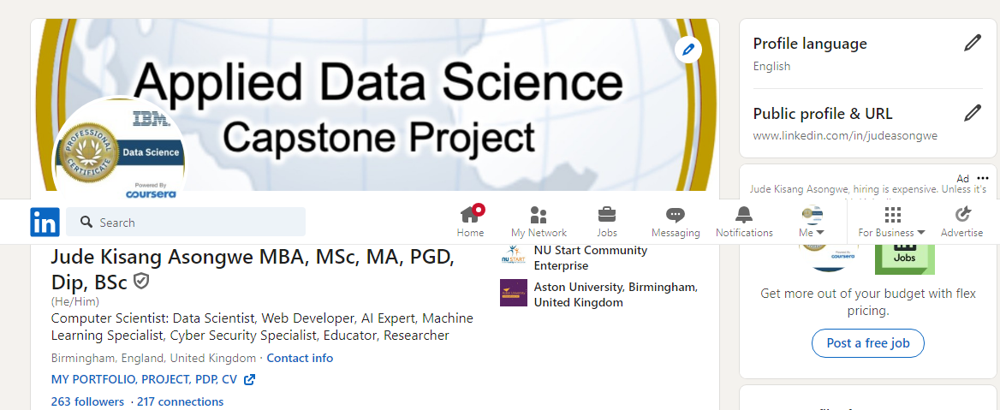 Applied Data Science
Capstone Project
IBM
PROFESSIONAL
CERTIFICATE
Data Science
Powered By
coursera
Profile language
English
Public profile & URL
www.linkedin.com/in/judeasongwe
Ad
Jude Kisang Asongwe, hiring is expensive. Unless it's
in
Search
Home
My Network
Jobs
Messaging
Notifications
Me
For Business
Advertise
Jude Kisang Asongwe MBA, MSc, MA, PGD,
Dip, BSc
(He/Him)
Computer Scientist: Data Scientist, Web Developer, AI Expert, Machine
Learning Specialist, Cyber Security Specialist, Educator, Researcher
Birmingham, England, United Kingdom · Contact info
MY PORTFOLIO, PROJECT, PDP, CV
263 followers · 217 connections
NU START
NU Start Community
Enterprise
Aston University, Birmingham,
United Kingdom
coursera
Jobs
Get more out of your budget with flex
pricing.
Post a free job